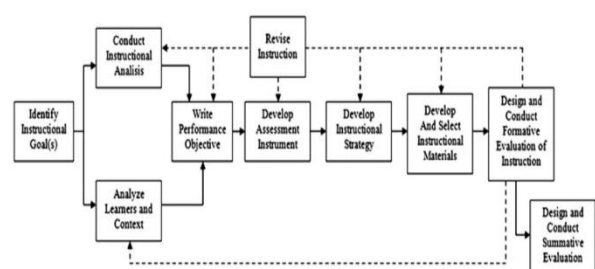 Conduct
Instructional
Analisis
Revise
Instruction
Identify
Instructional
Goal(s)
Write
Performance
Objective
Develop
Assessment
Instrument
Develop
Instructional
Strategy
Develop
And Select
Instructional
Materials
Design and
Conduct
Formative
Evaluation
of Instruction
Analyze
Learners and
Context
Design and
Conduct
Summative
Evaluation